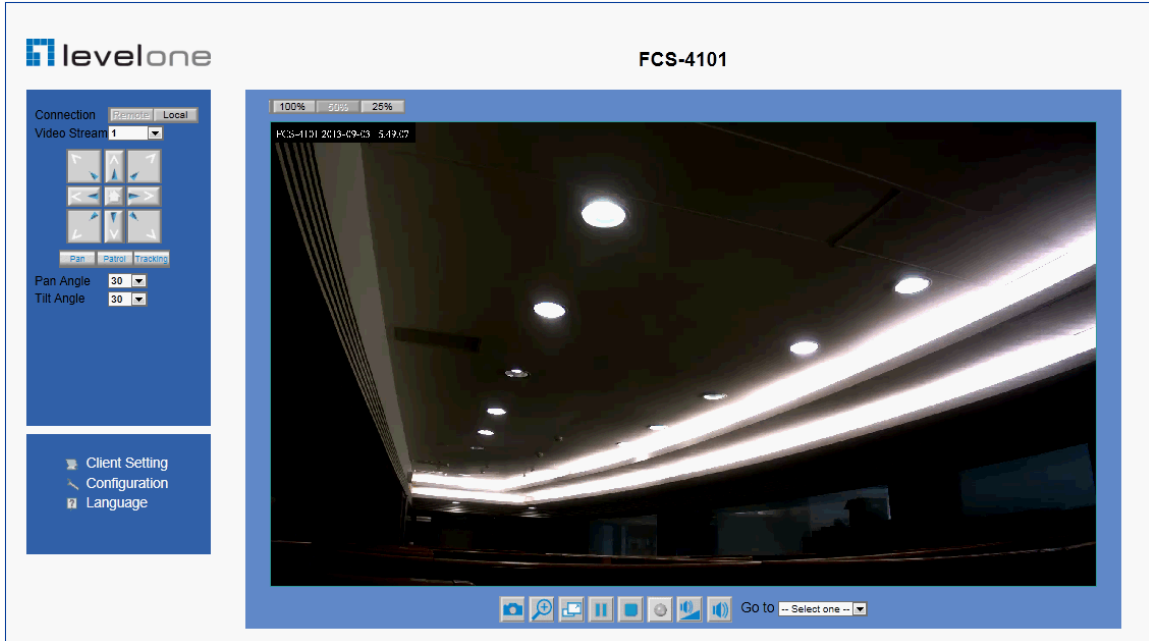 levelone
FCS-4101
Connection Remote Local
Video Stream 1
Pan Patrol Tracking
Pan Angle 30
Tilt Angle 30
Client Setting
Configuration
Language
100% 50% 25%
FCS-4101 2013-09-03 5:49:07
Go to -- Select one --